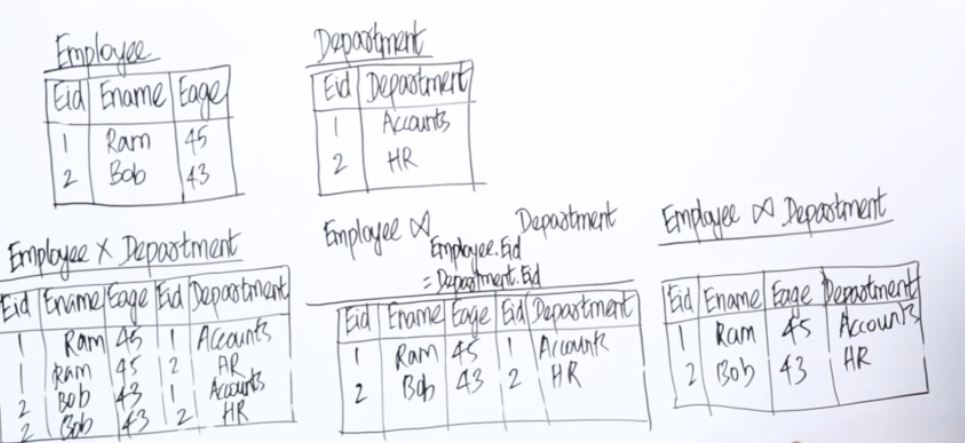 Employee
Eid Ename Eage
1 Ram 45
2 Bob 43
Department
Eid Department
1 Accounts
2 HR
Employee X Department
Eid Ename Eage Eid Department
1 Ram 45 1 Accounts
1 Ram 45 2 HR
2 Bob 43 1 Accounts
2 Bob 43 2 HR
Employee ⋈ Department
Employee.Eid
= Department.Eid
Eid Ename Eage Eid Department
1 Ram 45 1 Accounts
2 Bob 43 2 HR
Employee ⋈ Department
Eid Ename Eage Department
1 Ram 45 Accounts
2 Bob 43 HR